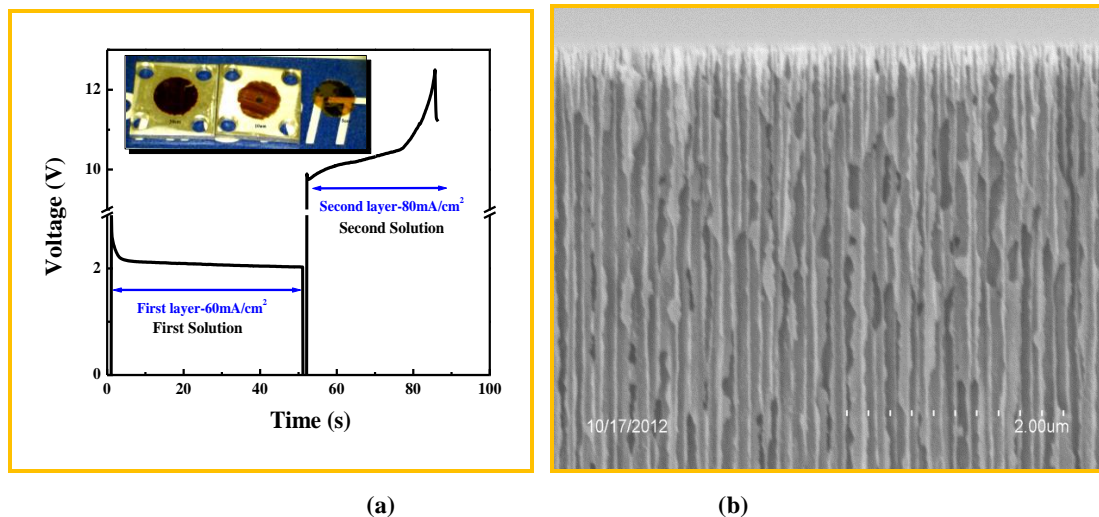 12
10
2
0
Voltage (V)
Second layer-80mA/cm²
Second Solution
First layer-60mA/cm²
First Solution
0 20 40 60 80 100
Time (s)
10/17/2012
2.00um
(a)
(b)